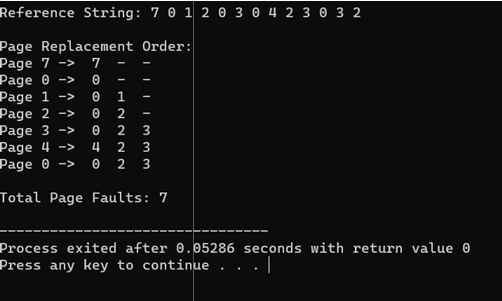 Reference String: 7 0 1 2 0 3 0 4 2 3 0 3 2
Page Replacement Order:
Page 7 -> 7 - -
Page 0 -> 0 - -
Page 1 -> 0 1 -
Page 2 -> 0 2 -
Page 3 -> 0 2 3
Page 4 -> 4 2 3
Page 0 -> 0 2 3
Total Page Faults: 7
--------------------------------
Process exited after 0.05286 seconds with return value 0
Press any key to continue . . .